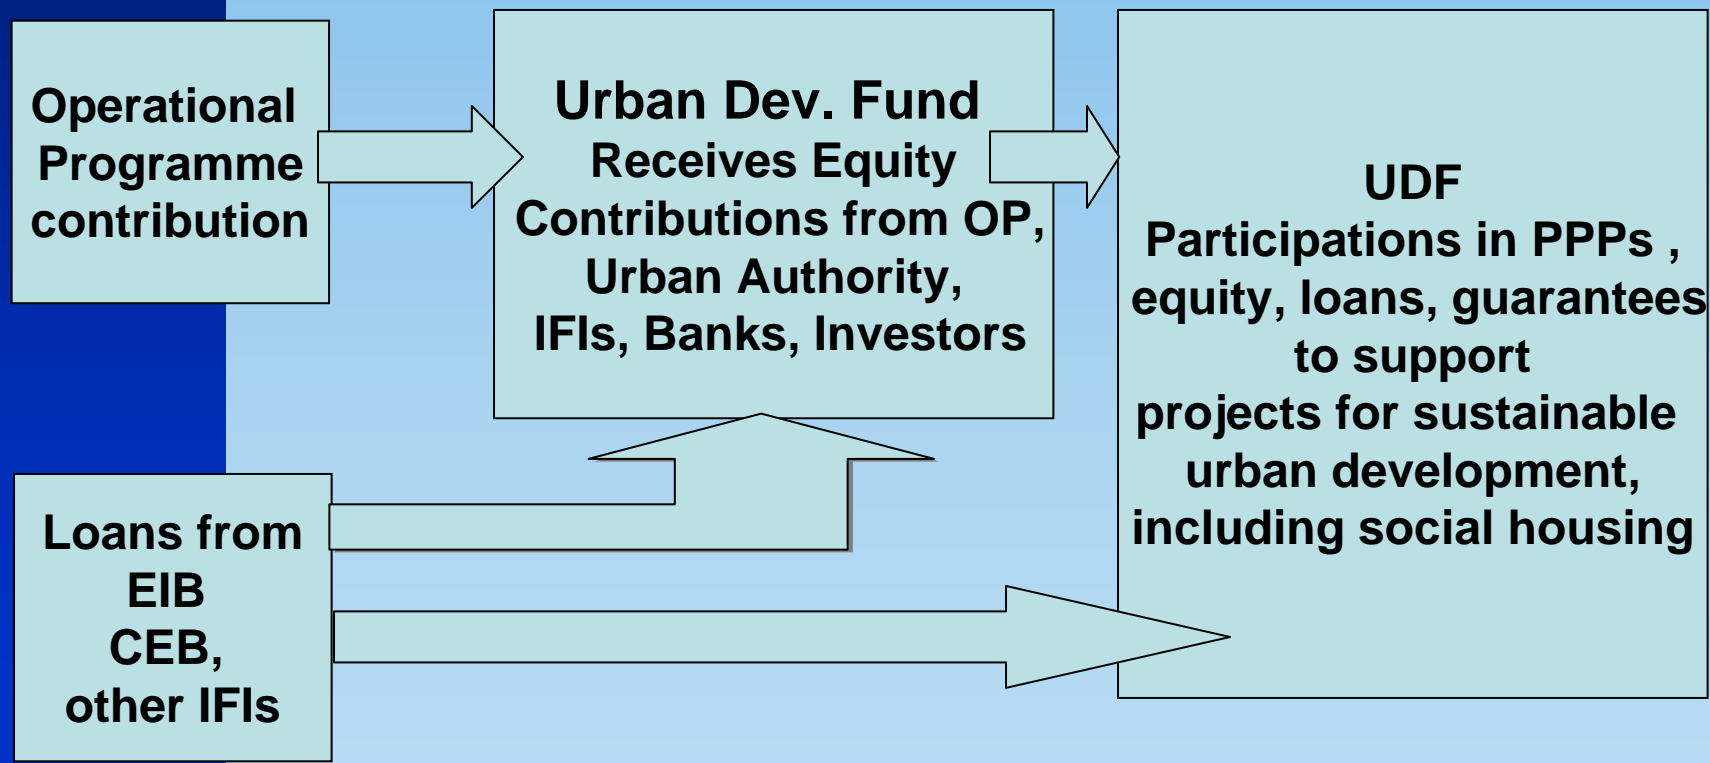 Operational
Programme
contribution
Urban Dev. Fund
Receives Equity
Contributions from OP,
Urban Authority,
IFIs, Banks, Investors
UDF
Participations in PPPs ,
equity, loans, guarantees
to support
projects for sustainable
urban development,
including social housing
Loans from
EIB
CEB,
other IFIs